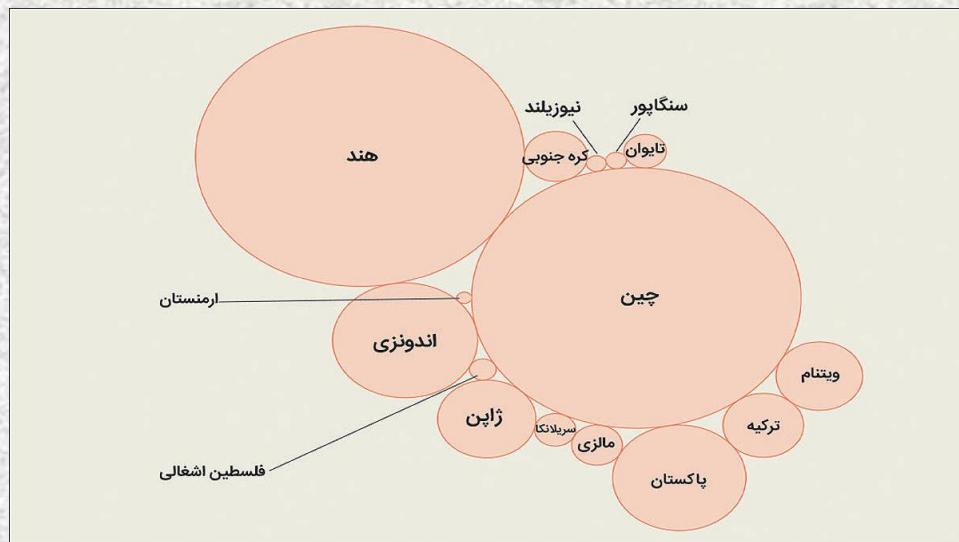 سنگاپور
نیوزیلند
تایوان
کره جنوبی
هند
چین
ارمنستان
اندونزی
ویتنام
ژاپن
ترکیه
سریلانکا
مالزی
فلسطین اشغالی
پاکستان